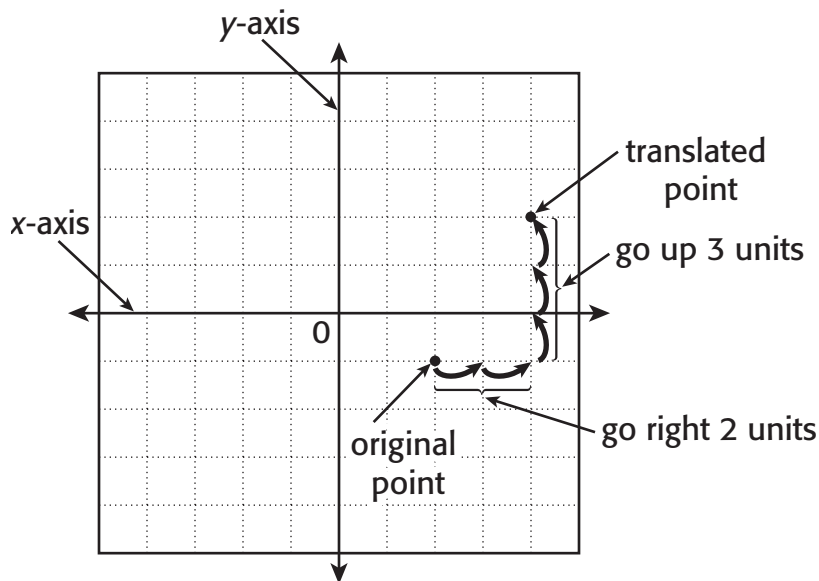 y-axis
translated
point
x-axis
go up 3 units
0
original
point
go right 2 units